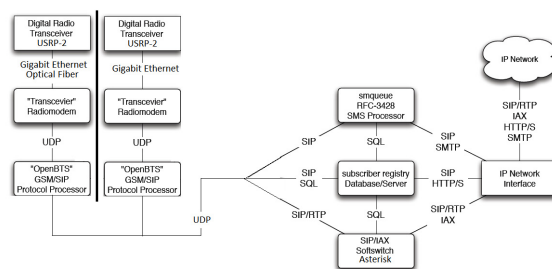 Digital Radio
Transceiver
USRP-2
Gigabit Ethernet
Optical Fiber
"Transcevier"
Radiomodem
UDP
"OpenBTS"
GSM/SIP
Protocol Processor
Digital Radio
Transceiver
USRP-2
Gigabit Ethernet
"Transcevier"
Radiomodem
UDP
"OpenBTS"
GSM/SIP
Protocol Processor
UDP
SIP
SIP
SQL
SIP/RTP
smqueue
RFC-3428
SMS Processor
SQL
subscriber registry
Database/Server
SQL
SIP/IAX
Softswitch
Asterisk
SIP
SMTP
SIP
HTTP/S
SIP/RTP
IAX
IP Network
SIP/RTP
IAX
HTTP/S
SMTP
IP Network
Interface